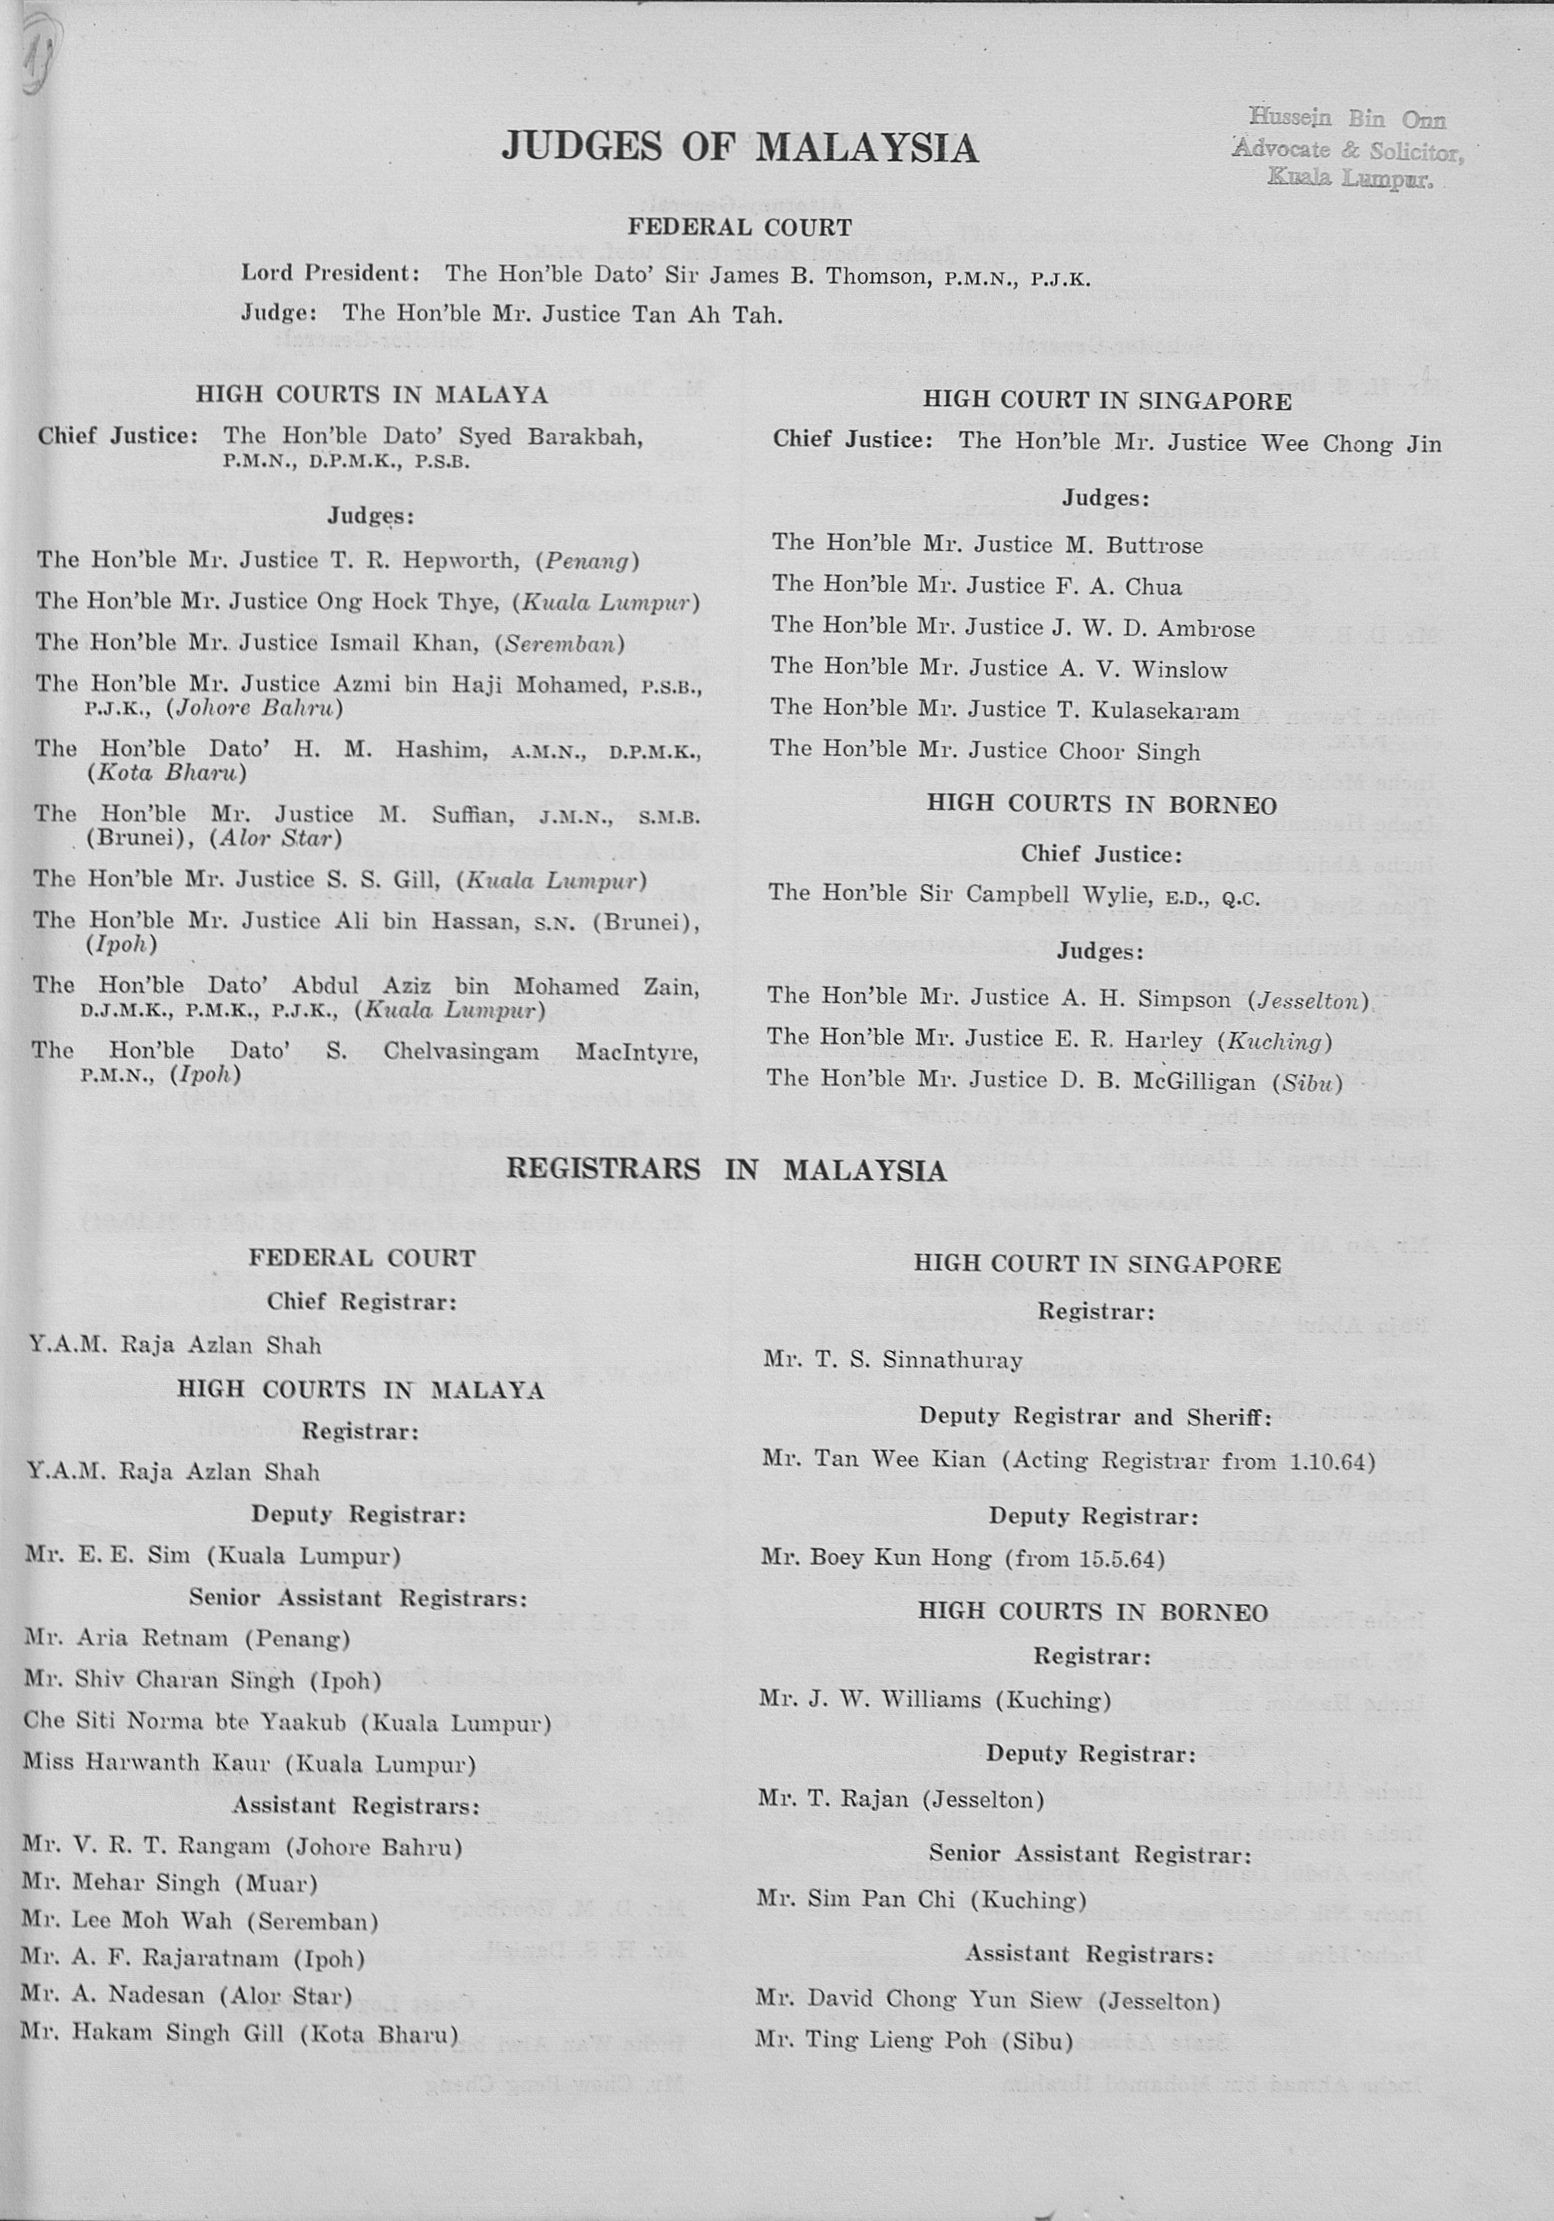 Hussein Bin Onn
Advocate & Solicitor,
Kuala Lumpur.
JUDGES OF MALAYSIA
FEDERAL COURT
Lord President: The Hon'ble Dato' Sir James B. Thomson, P.M.N., P.J.K.
Judge: The Hon'ble Mr. Justice Tan Ah Tah.
HIGH COURTS IN MALAYA
Chief Justice: The Hon'ble Dato' Syed Barakbah,
P.M.N., D.P.M.K., P.S.B.
Judges:
The Hon'ble Mr. Justice T. R. Hepworth, (Penang)
The Hon'ble Mr. Justice Ong Hock Thye, (Kuala Lumpur)
The Hon'ble Mr. Justice Ismail Khan, (Seremban)
The Hon'ble Mr. Justice Azmi bin Haji Mohamed, P.S.B.,
P.J.K., (Johore Bahru)
The Hon'ble Dato' H. M. Hashim, A.M.N., D.P.M.K.,
(Kota Bharu)
The Hon'ble Mr. Justice M. Suffian, J.M.N., S.M.B.
(Brunei), (Alor Star)
The Hon'ble Mr. Justice S. S. Gill, (Kuala Lumpur)
The Hon'ble Mr. Justice Ali bin Hassan, S.N. (Brunei),
(Ipoh)
The Hon'ble Dato' Abdul Aziz bin Mohamed Zain,
D.J.M.K., P.M.K., P.J.K., (Kuala Lumpur)
The Hon'ble Dato' S. Chelvasingam MacIntyre,
P.M.N., (Ipoh)
HIGH COURT IN SINGAPORE
Chief Justice: The Hon'ble Mr. Justice Wee Chong Jin
Judges:
The Hon'ble Mr. Justice M. Buttrose
The Hon'ble Mr. Justice F. A. Chua
The Hon'ble Mr. Justice J. W. D. Ambrose
The Hon'ble Mr. Justice A. V. Winslow
The Hon'ble Mr. Justice T. Kulasekaram
The Hon'ble Mr. Justice Choor Singh
HIGH COURTS IN BORNEO
Chief Justice:
The Hon'ble Sir Campbell Wylie, E.D., Q.C.
Judges:
The Hon'ble Mr. Justice A. H. Simpson (Jesselton)
The Hon'ble Mr. Justice E. R. Harley (Kuching)
The Hon'ble Mr. Justice D. B. McGilligan (Sibu)
REGISTRARS IN MALAYSIA
FEDERAL COURT
Chief Registrar:
Y.A.M. Raja Azlan Shah
HIGH COURTS IN MALAYA
Registrar:
Y.A.M. Raja Azlan Shah
Deputy Registrar:
Mr. E. E. Sim (Kuala Lumpur)
Senior Assistant Registrars:
Mr. Aria Retnam (Penang)
Mr. Shiv Charan Singh (Ipoh)
Che Siti Norma bte Yaakub (Kuala Lumpur)
Miss Harwanth Kaur (Kuala Lumpur)
Assistant Registrars:
Mr. V. R. T. Rangam (Johore Bahru)
Mr. Mehar Singh (Muar)
Mr. Lee Moh Wah (Seremban)
Mr. A. F. Rajaratnam (Ipoh)
Mr. A. Nadesan (Alor Star)
Mr. Hakam Singh Gill (Kota Bharu)
HIGH COURT IN SINGAPORE
Registrar:
Mr. T. S. Sinnathuray
Deputy Registrar and Sheriff:
Mr. Tan Wee Kian (Acting Registrar from 1.10.64)
Deputy Registrar:
Mr. Boey Kun Hong (from 15.5.64)
HIGH COURTS IN BORNEO
Registrar:
Mr. J. W. Williams (Kuching)
Deputy Registrar:
Mr. T. Rajan (Jesselton)
Senior Assistant Registrar:
Mr. Sim Pan Chi (Kuching)
Assistant Registrars:
Mr. David Chong Yun Siew (Jesselton)
Mr. Ting Lieng Poh (Sibu)